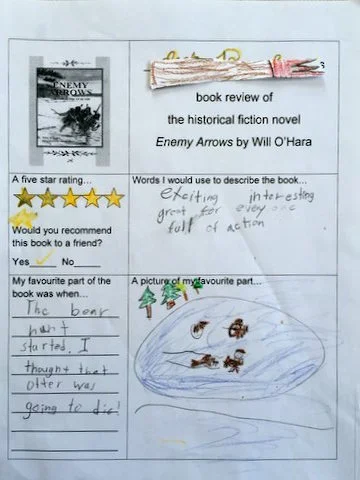 ENEMY
ARROWS
book review of
the historical fiction novel
Enemy Arrows by Will O'Hara
A five star rating...
Would you recommend
this book to a friend?
Yes No
Words I would use to describe the book...
exciting interesting
great for every one
full of action
My favourite part of the
book was when...
The bear
hunt
started. I
thought that
Otter was
going to die!
A picture of my favourite part...